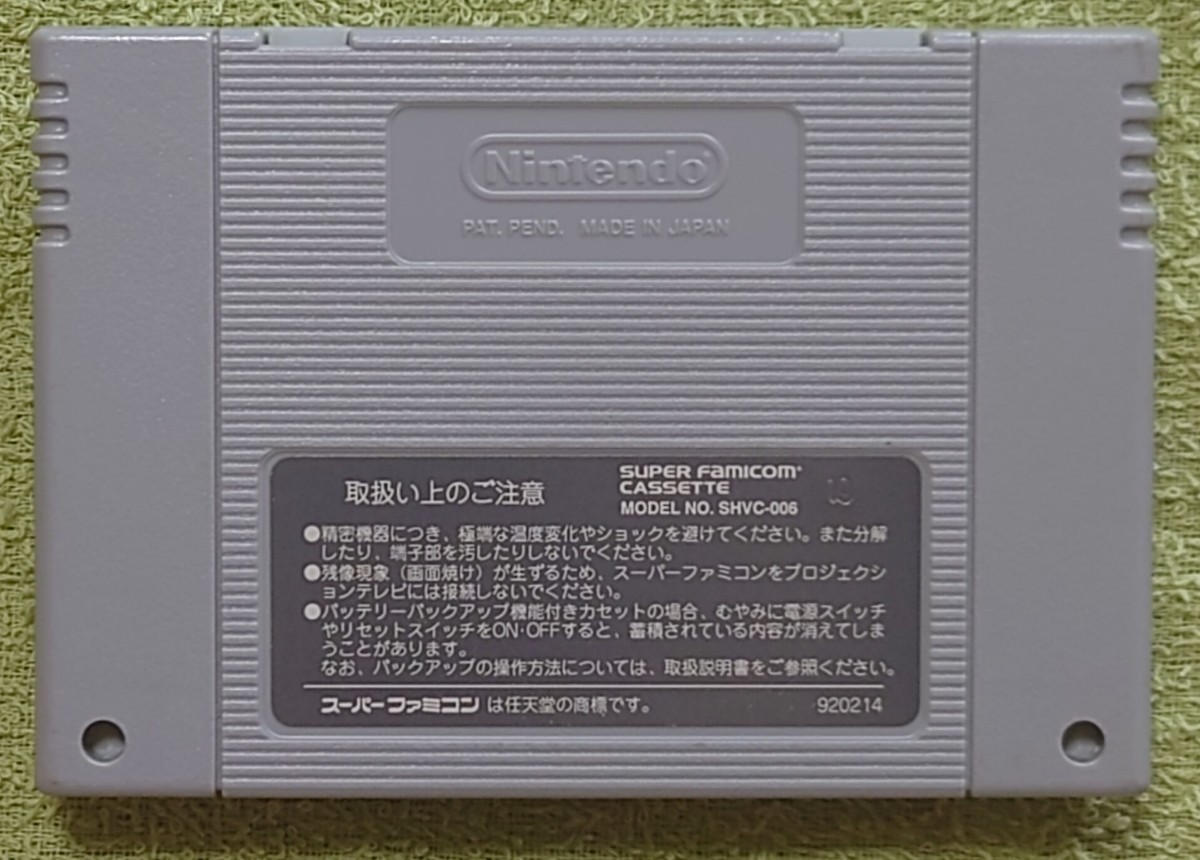 Nintendo®
PAT. PEND. MADE IN JAPAN
取扱い上のご注意
SUPER FAMICOM®
CASSETTE
MODEL NO. SHVC-006
●精密機器につき、極端な温度変化やショックを避けてください。また分解
したり、端子部を汚したりしないでください。
●残像現象（画面焼け）が生ずるため、スーパーファミコンをプロジェクシ
ョンテレビには接続しないでください。
●バッテリーバックアップ機能付きカセットの場合、むやみに電源スイッチ
やリセットスイッチをON・OFFすると、蓄積されている内容が消えてしま
うことがあります。
なお、バックアップの操作方法については、取扱説明書をご参照ください。
スーパーファミコン は任天堂の商標です。
920214